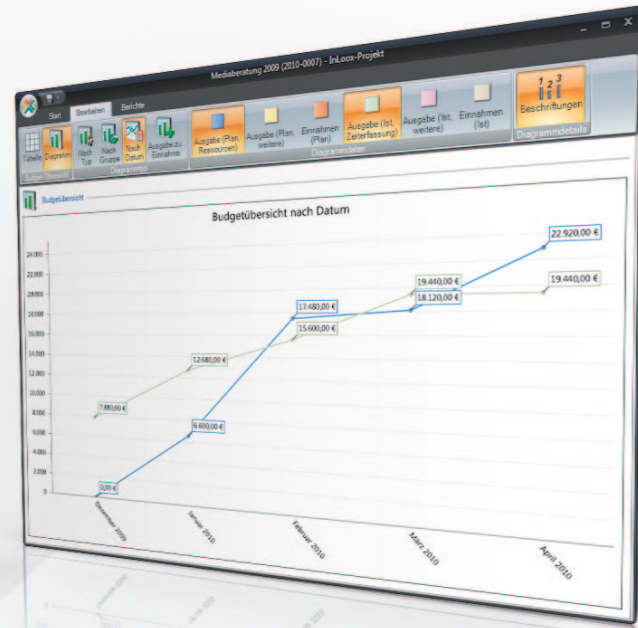 Mediaberatung 2009 (2010-0007) - InLoox-Projekt
Start Bearbeiten Berichte
Tabelle
Diagramm
Nach Typ
Nach Gruppe
Nach Datum
Ausgabe zu Einnahme
Ausgabe (Plan, Ressourcen)
Ausgabe (Plan, weitere)
Einnahmen (Plan)
Ausgabe (Ist, Zeiterfassung)
Ausgabe (Ist, weitere)
Einnahmen (Ist)
1 2 3
Beschriftungen
Diagrammtyp
Diagrammdaten
Diagrammdetails
Budgetübersicht
Budgetübersicht nach Datum
24.000
22.000
20.000
18.000
16.000
14.000
12.000
10.000
8.000
6.000
4.000
2.000
0
7.880,00 €
0,00 €
12.680,00 €
6.600,00 €
17.480,00 €
15.600,00 €
19.440,00 €
18.120,00 €
22.920,00 €
19.440,00 €
Dezember 2009
Januar 2010
Februar 2010
März 2010
April 2010